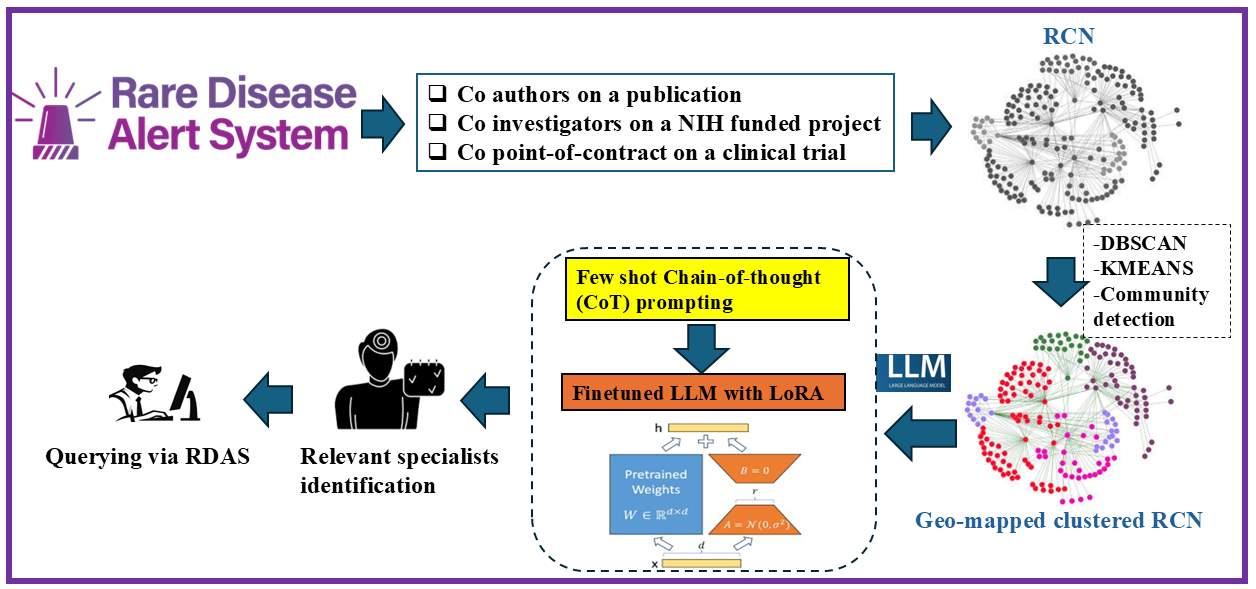 Rare Disease
Alert System
Co authors on a publication
Co investigators on a NIH funded project
Co point-of-contract on a clinical trial
RCN
-DBSCAN
-KMEANS
-Community
detection
Geo-mapped clustered RCN
LLM
LARGE LANGUAGE MODEL
Few shot Chain-of-thought
(CoT) prompting
Finetuned LLM with LoRA
h
Pretrained
Weights
W ∈ ℝᵈˣᵈ
B = 0
r
A = 𝒩(0, σ²)
d
x
Relevant specialists
identification
Querying via RDAS